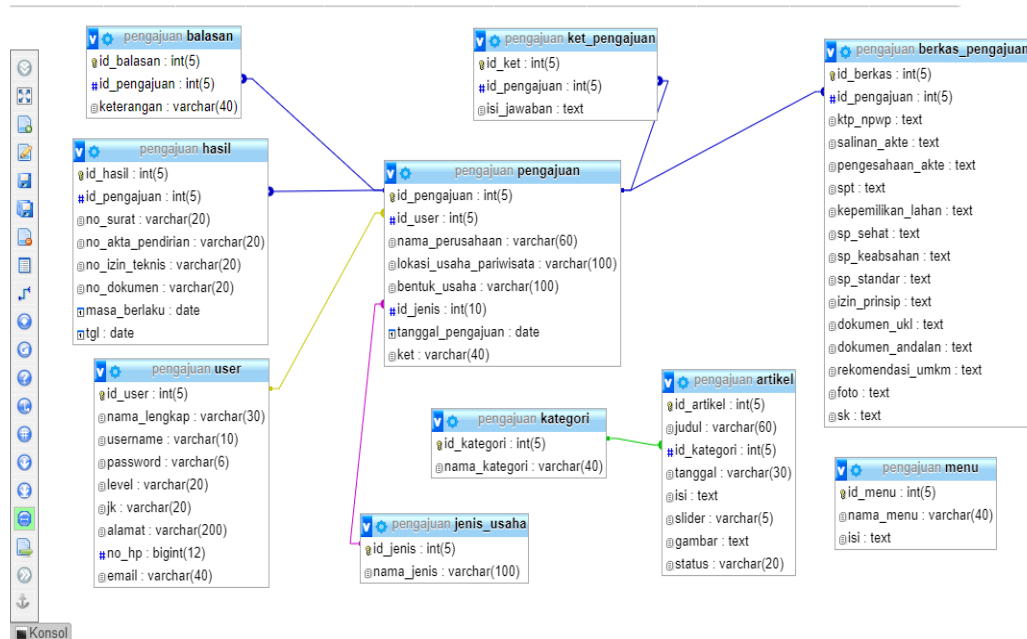 pengajuan balasan
id_balasan : int(5)
id_pengajuan : int(5)
keterangan : varchar(40)
pengajuan ket_pengajuan
id_ket : int(5)
id_pengajuan : int(5)
isi_jawaban : text
pengajuan berkas_pengajuan
id_berkas : int(5)
id_pengajuan : int(5)
ktp_npwp : text
salinan_akte : text
pengesahaan_akte : text
spt : text
kepemilikan_lahan : text
sp_sehat : text
sp_keabsahan : text
sp_standar : text
izin_prinsip : text
dokumen_ukl : text
dokumen_andalan : text
rekomendasi_umkm : text
foto : text
sk : text
pengajuan hasil
id_hasil : int(5)
id_pengajuan : int(5)
no_surat : varchar(20)
no_akta_pendirian : varchar(20)
no_izin_teknis : varchar(20)
no_dokumen : varchar(20)
masa_berlaku : date
tgl : date
pengajuan pengajuan
id_pengajuan : int(5)
id_user : int(5)
nama_perusahaan : varchar(60)
lokasi_usaha_pariwisata : varchar(100)
bentuk_usaha : varchar(100)
id_jenis : int(10)
tanggal_pengajuan : date
ket : varchar(40)
pengajuan user
id_user : int(5)
nama_lengkap : varchar(30)
username : varchar(10)
password : varchar(6)
level : varchar(20)
jk : varchar(20)
alamat : varchar(200)
no_hp : bigint(12)
email : varchar(40)
pengajuan kategori
id_kategori : int(5)
nama_kategori : varchar(40)
pengajuan artikel
id_artikel : int(5)
judul : varchar(60)
id_kategori : int(5)
tanggal : varchar(30)
isi : text
slider : varchar(5)
gambar : text
status : varchar(20)
pengajuan menu
id_menu : int(5)
nama_menu : varchar(40)
isi : text
pengajuan jenis_usaha
id_jenis : int(5)
nama_jenis : varchar(100)
Konsol